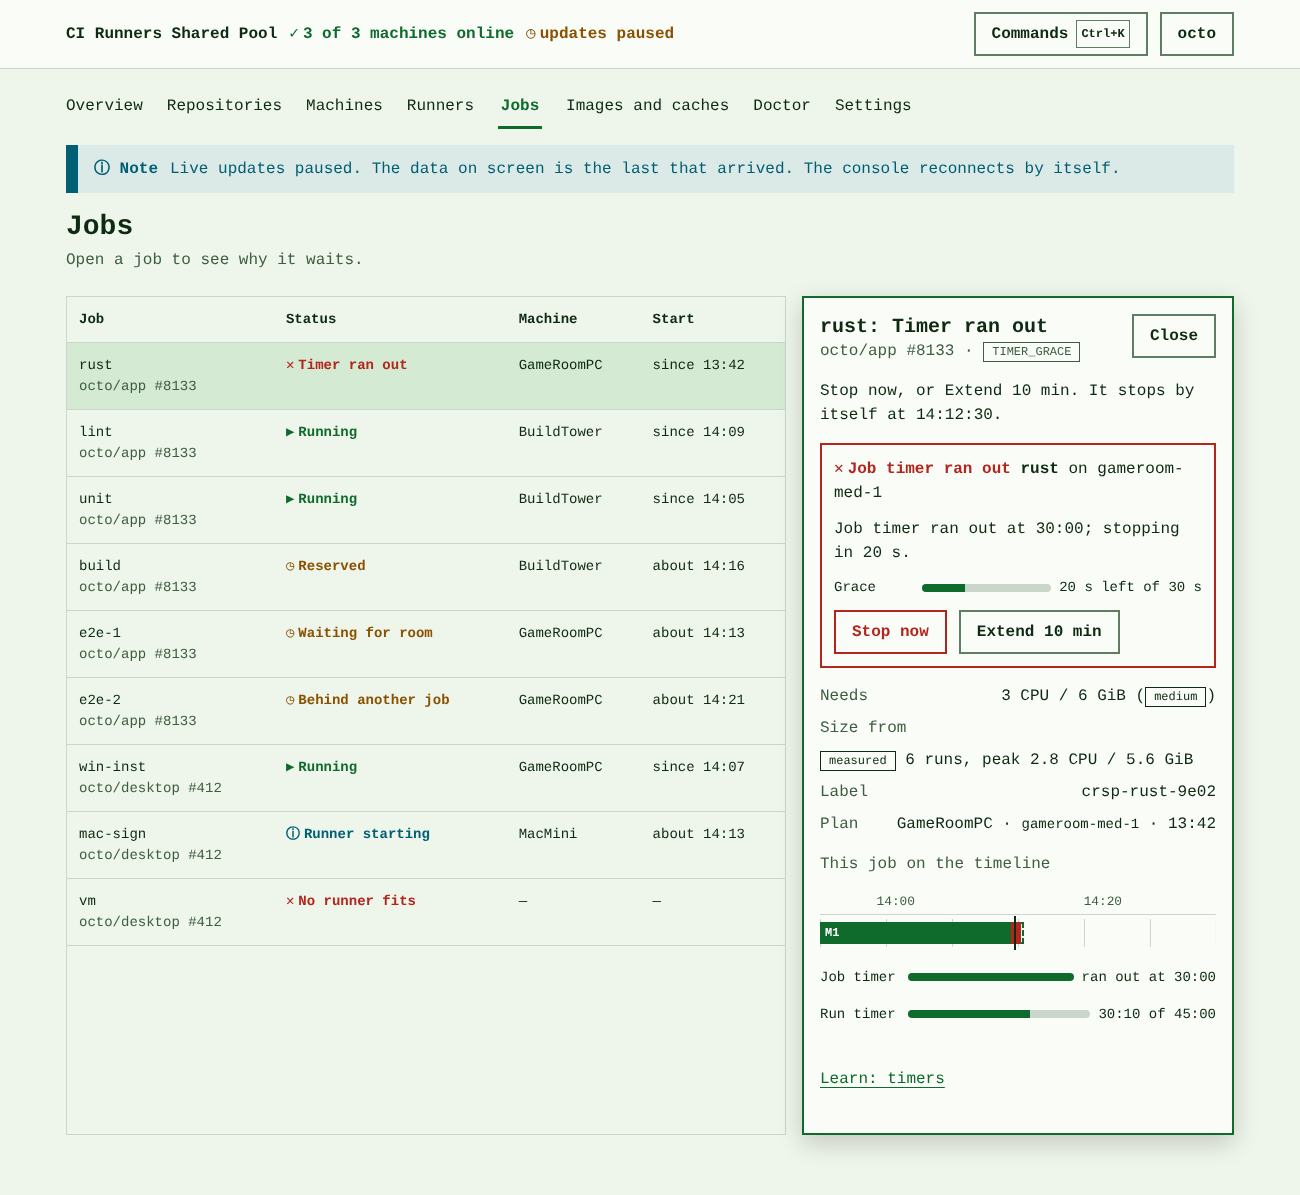 CI Runners Shared Pool ✓ 3 of 3 machines online ◷ updates paused Commands Ctrl+K octo
Overview Repositories Machines Runners Jobs Images and caches Doctor Settings
ⓘ Note Live updates paused. The data on screen is the last that arrived. The console reconnects by itself.
Jobs
Open a job to see why it waits.
Job Status Machine Start
rust ✕ Timer ran out GameRoomPC since 13:42
octo/app #8133
lint ▶ Running BuildTower since 14:09
octo/app #8133
unit ▶ Running BuildTower since 14:05
octo/app #8133
build ◷ Reserved BuildTower about 14:16
octo/app #8133
e2e-1 ◷ Waiting for room GameRoomPC about 14:13
octo/app #8133
e2e-2 ◷ Behind another job GameRoomPC about 14:21
octo/app #8133
win-inst ▶ Running GameRoomPC since 14:07
octo/desktop #412
mac-sign ⓘ Runner starting MacMini about 14:13
octo/desktop #412
vm ✕ No runner fits — —
octo/desktop #412
rust: Timer ran out Close
octo/app #8133 · TIMER_GRACE
Stop now, or Extend 10 min. It stops by
itself at 14:12:30.
✕ Job timer ran out rust on gameroom-
med-1
Job timer ran out at 30:00; stopping
in 20 s.
Grace 20 s left of 30 s
Stop now Extend 10 min
Needs 3 CPU / 6 GiB (medium)
Size from
measured 6 runs, peak 2.8 CPU / 5.6 GiB
Label crsp-rust-9e02
Plan GameRoomPC · gameroom-med-1 · 13:42
This job on the timeline
14:00 14:20
M1
Job timer ran out at 30:00
Run timer 30:10 of 45:00
Learn: timers